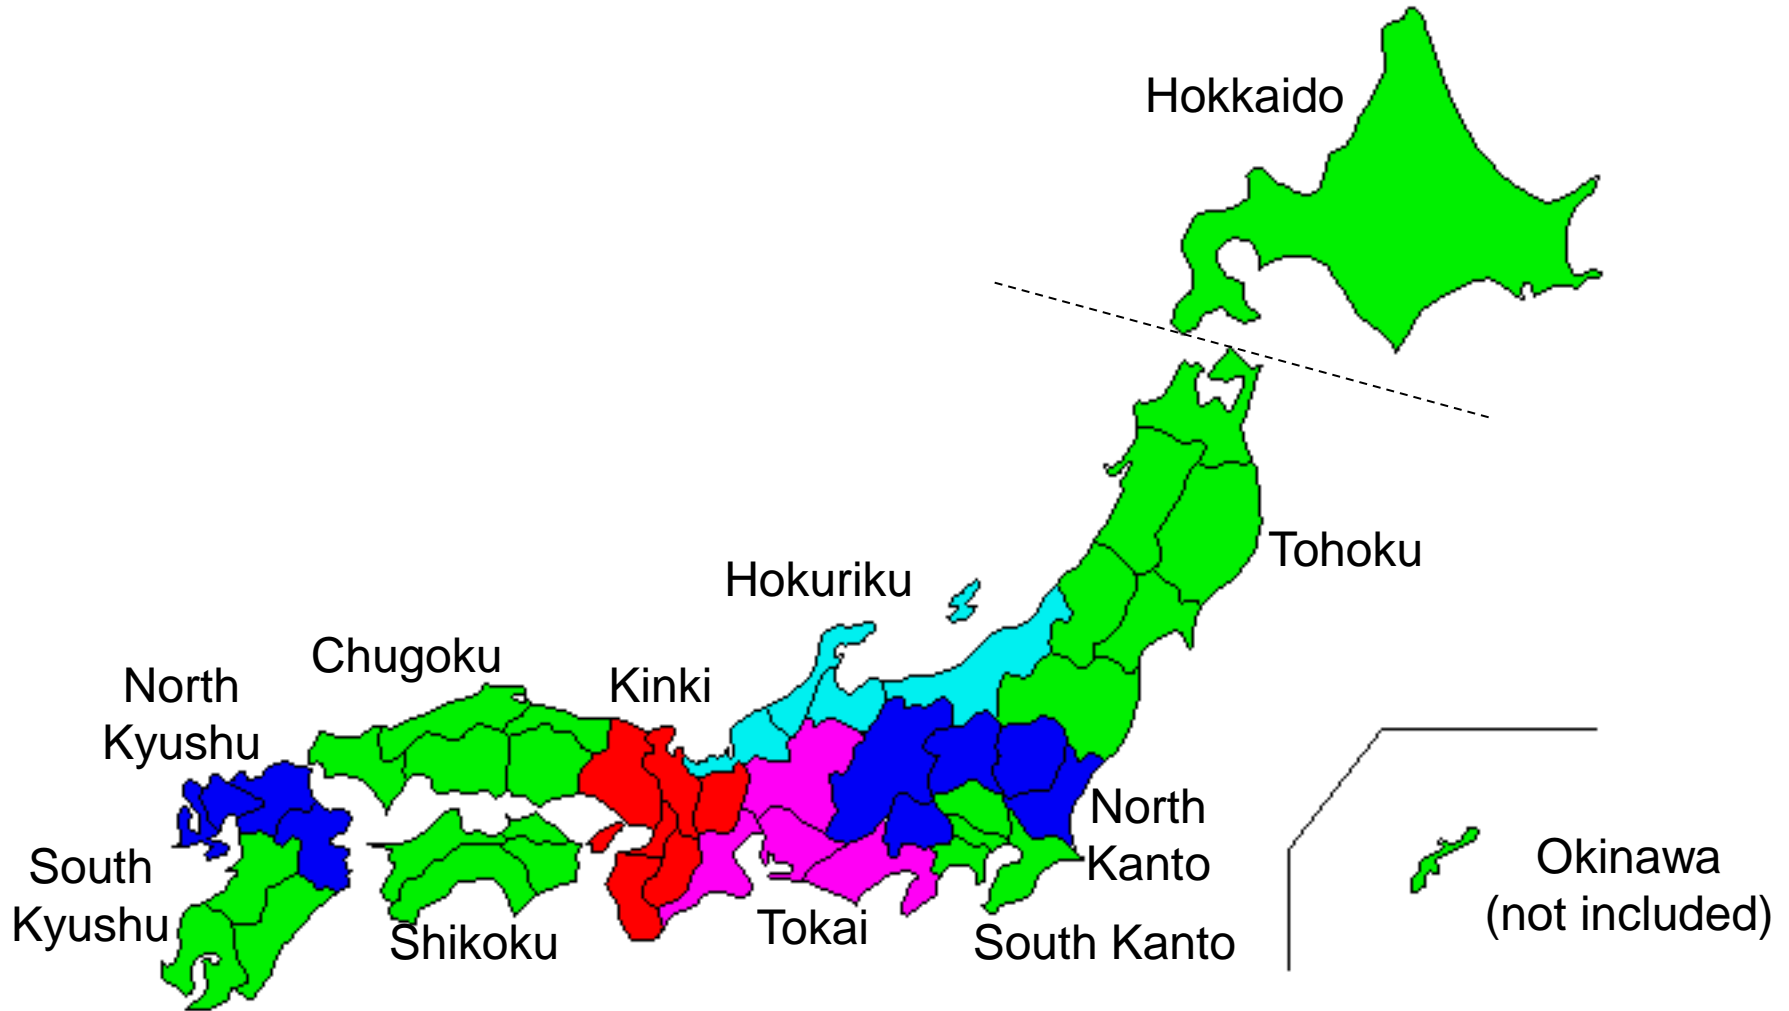 Hokkaido
Tohoku
Hokuriku
Chugoku
Kinki
North
Kyushu
North
Kanto
South
Kyushu
Shikoku
Tokai
South Kanto
Okinawa
(not included)